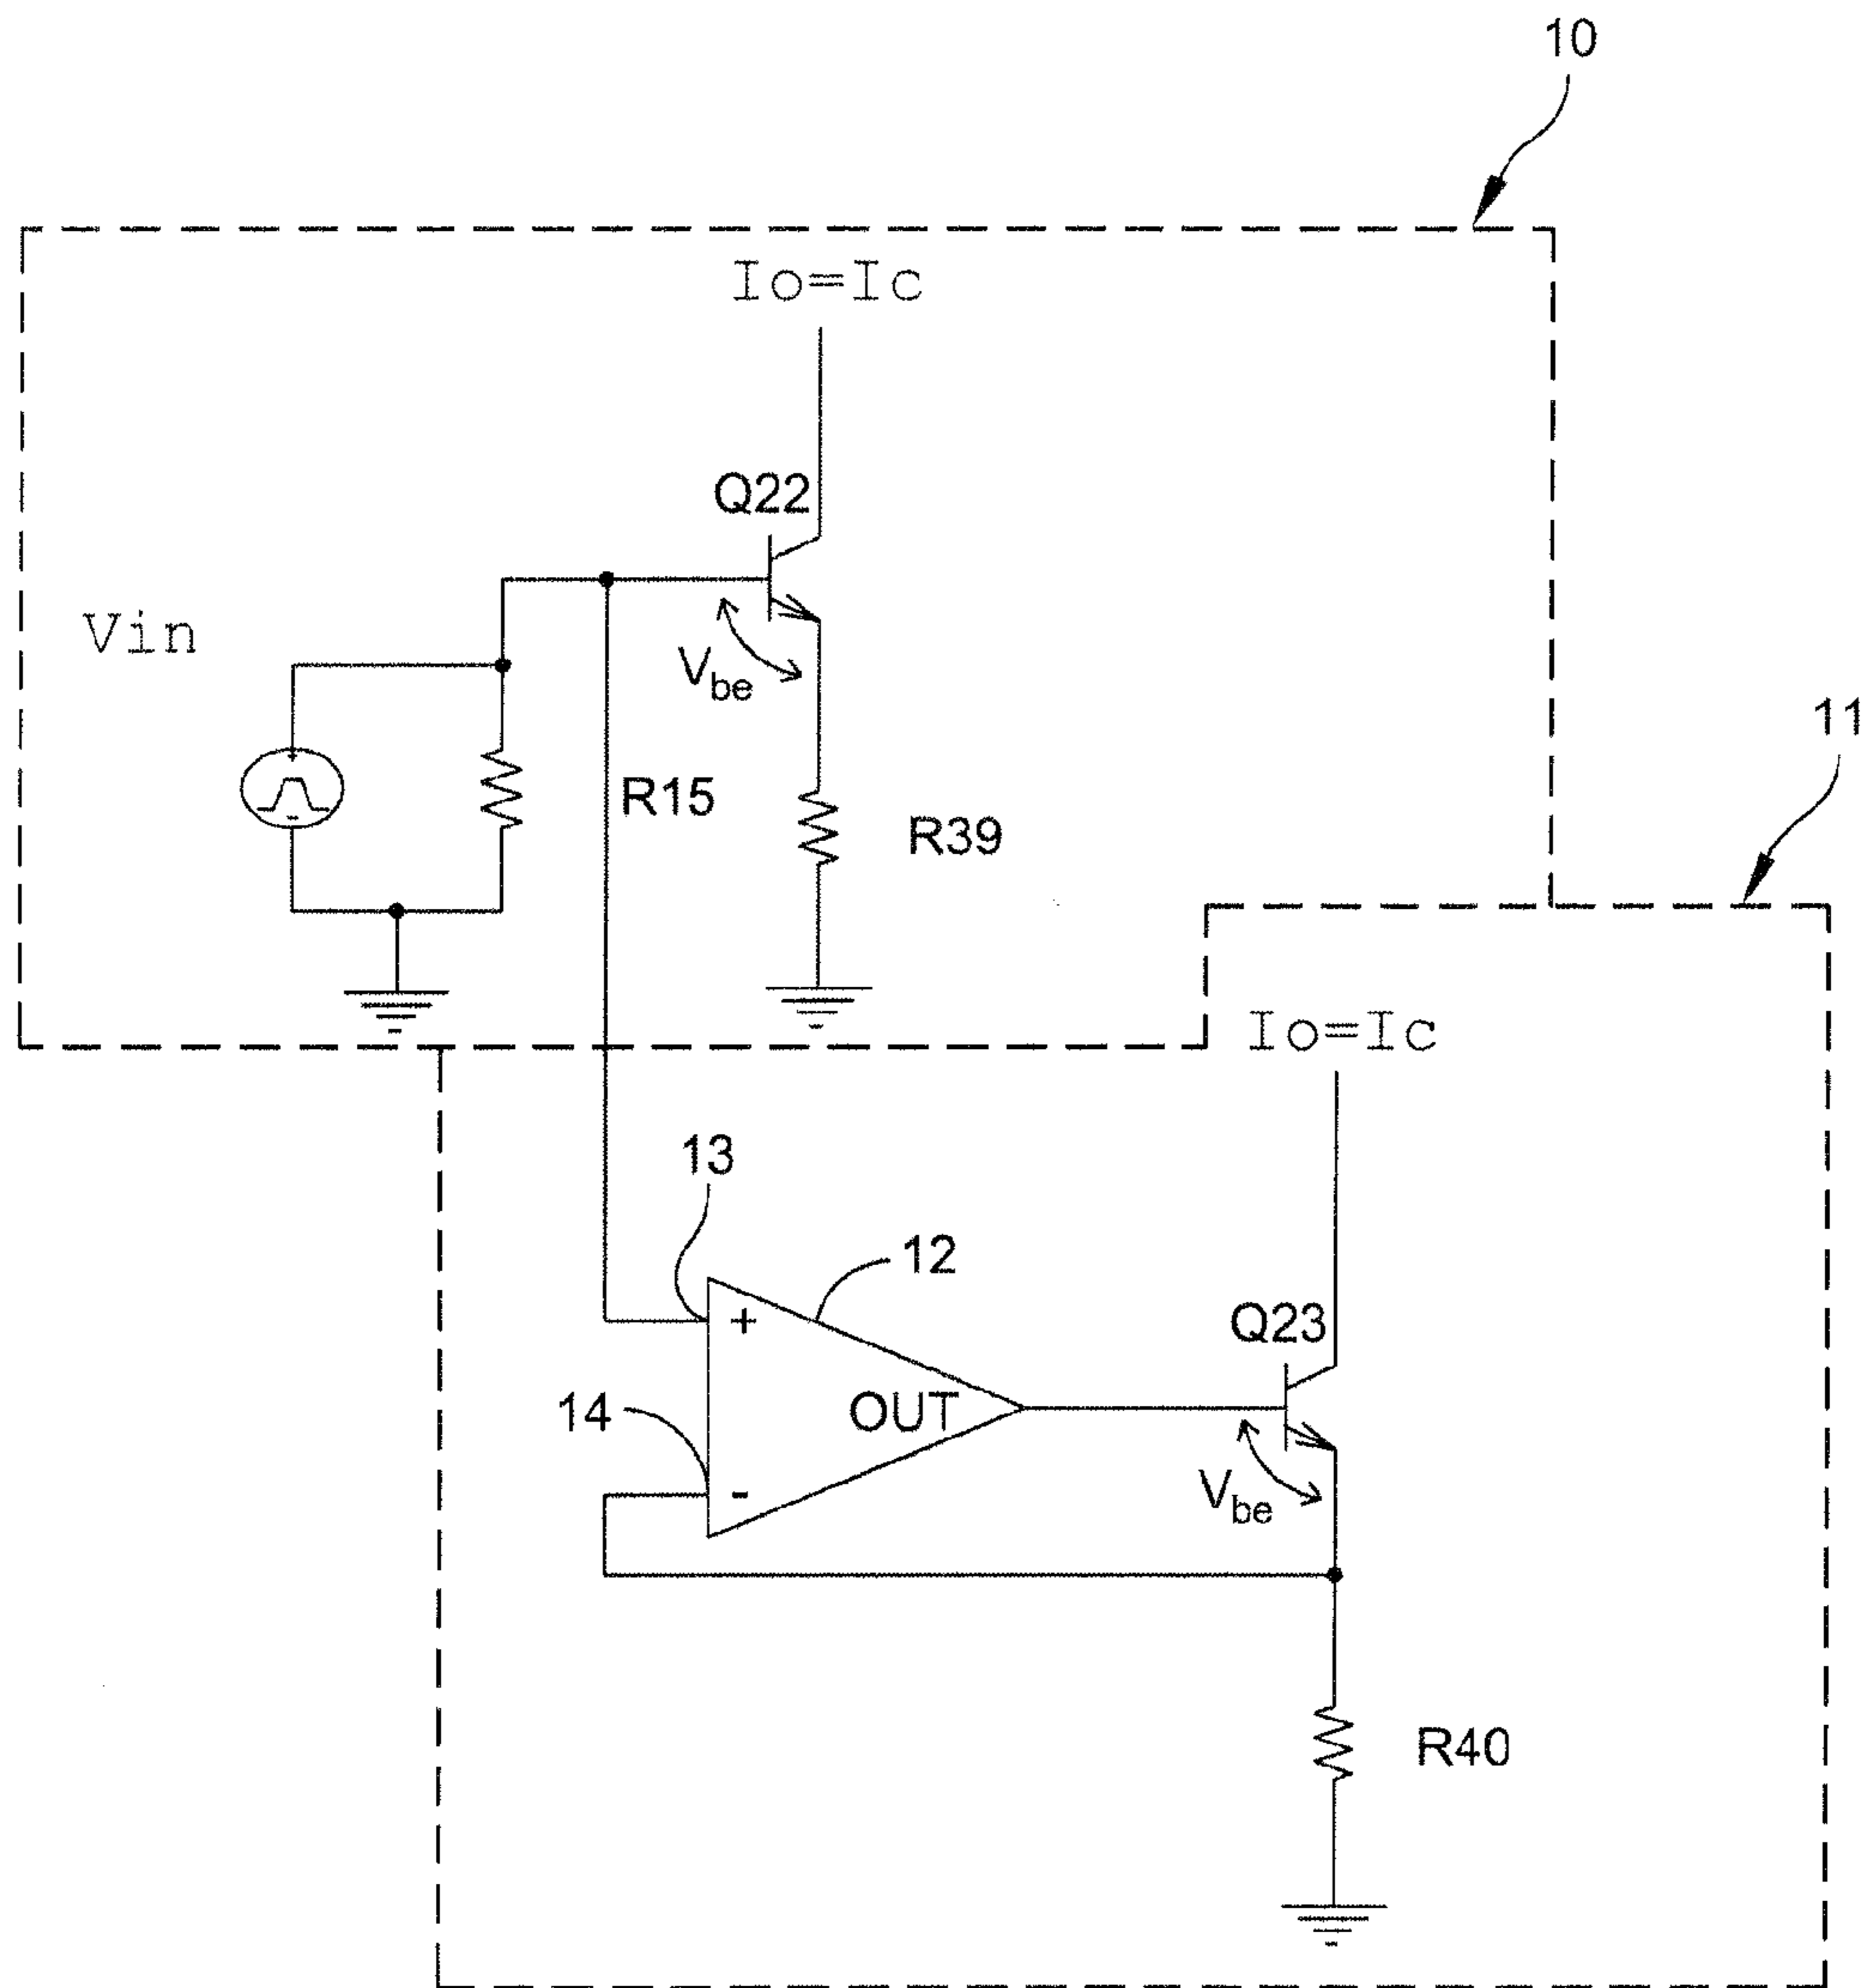 10
Io=Ic
Q22
Vin
Vbe
11
R15
R39
Io=Ic
13
12
Q23
+
14
OUT
-
Vbe
R40